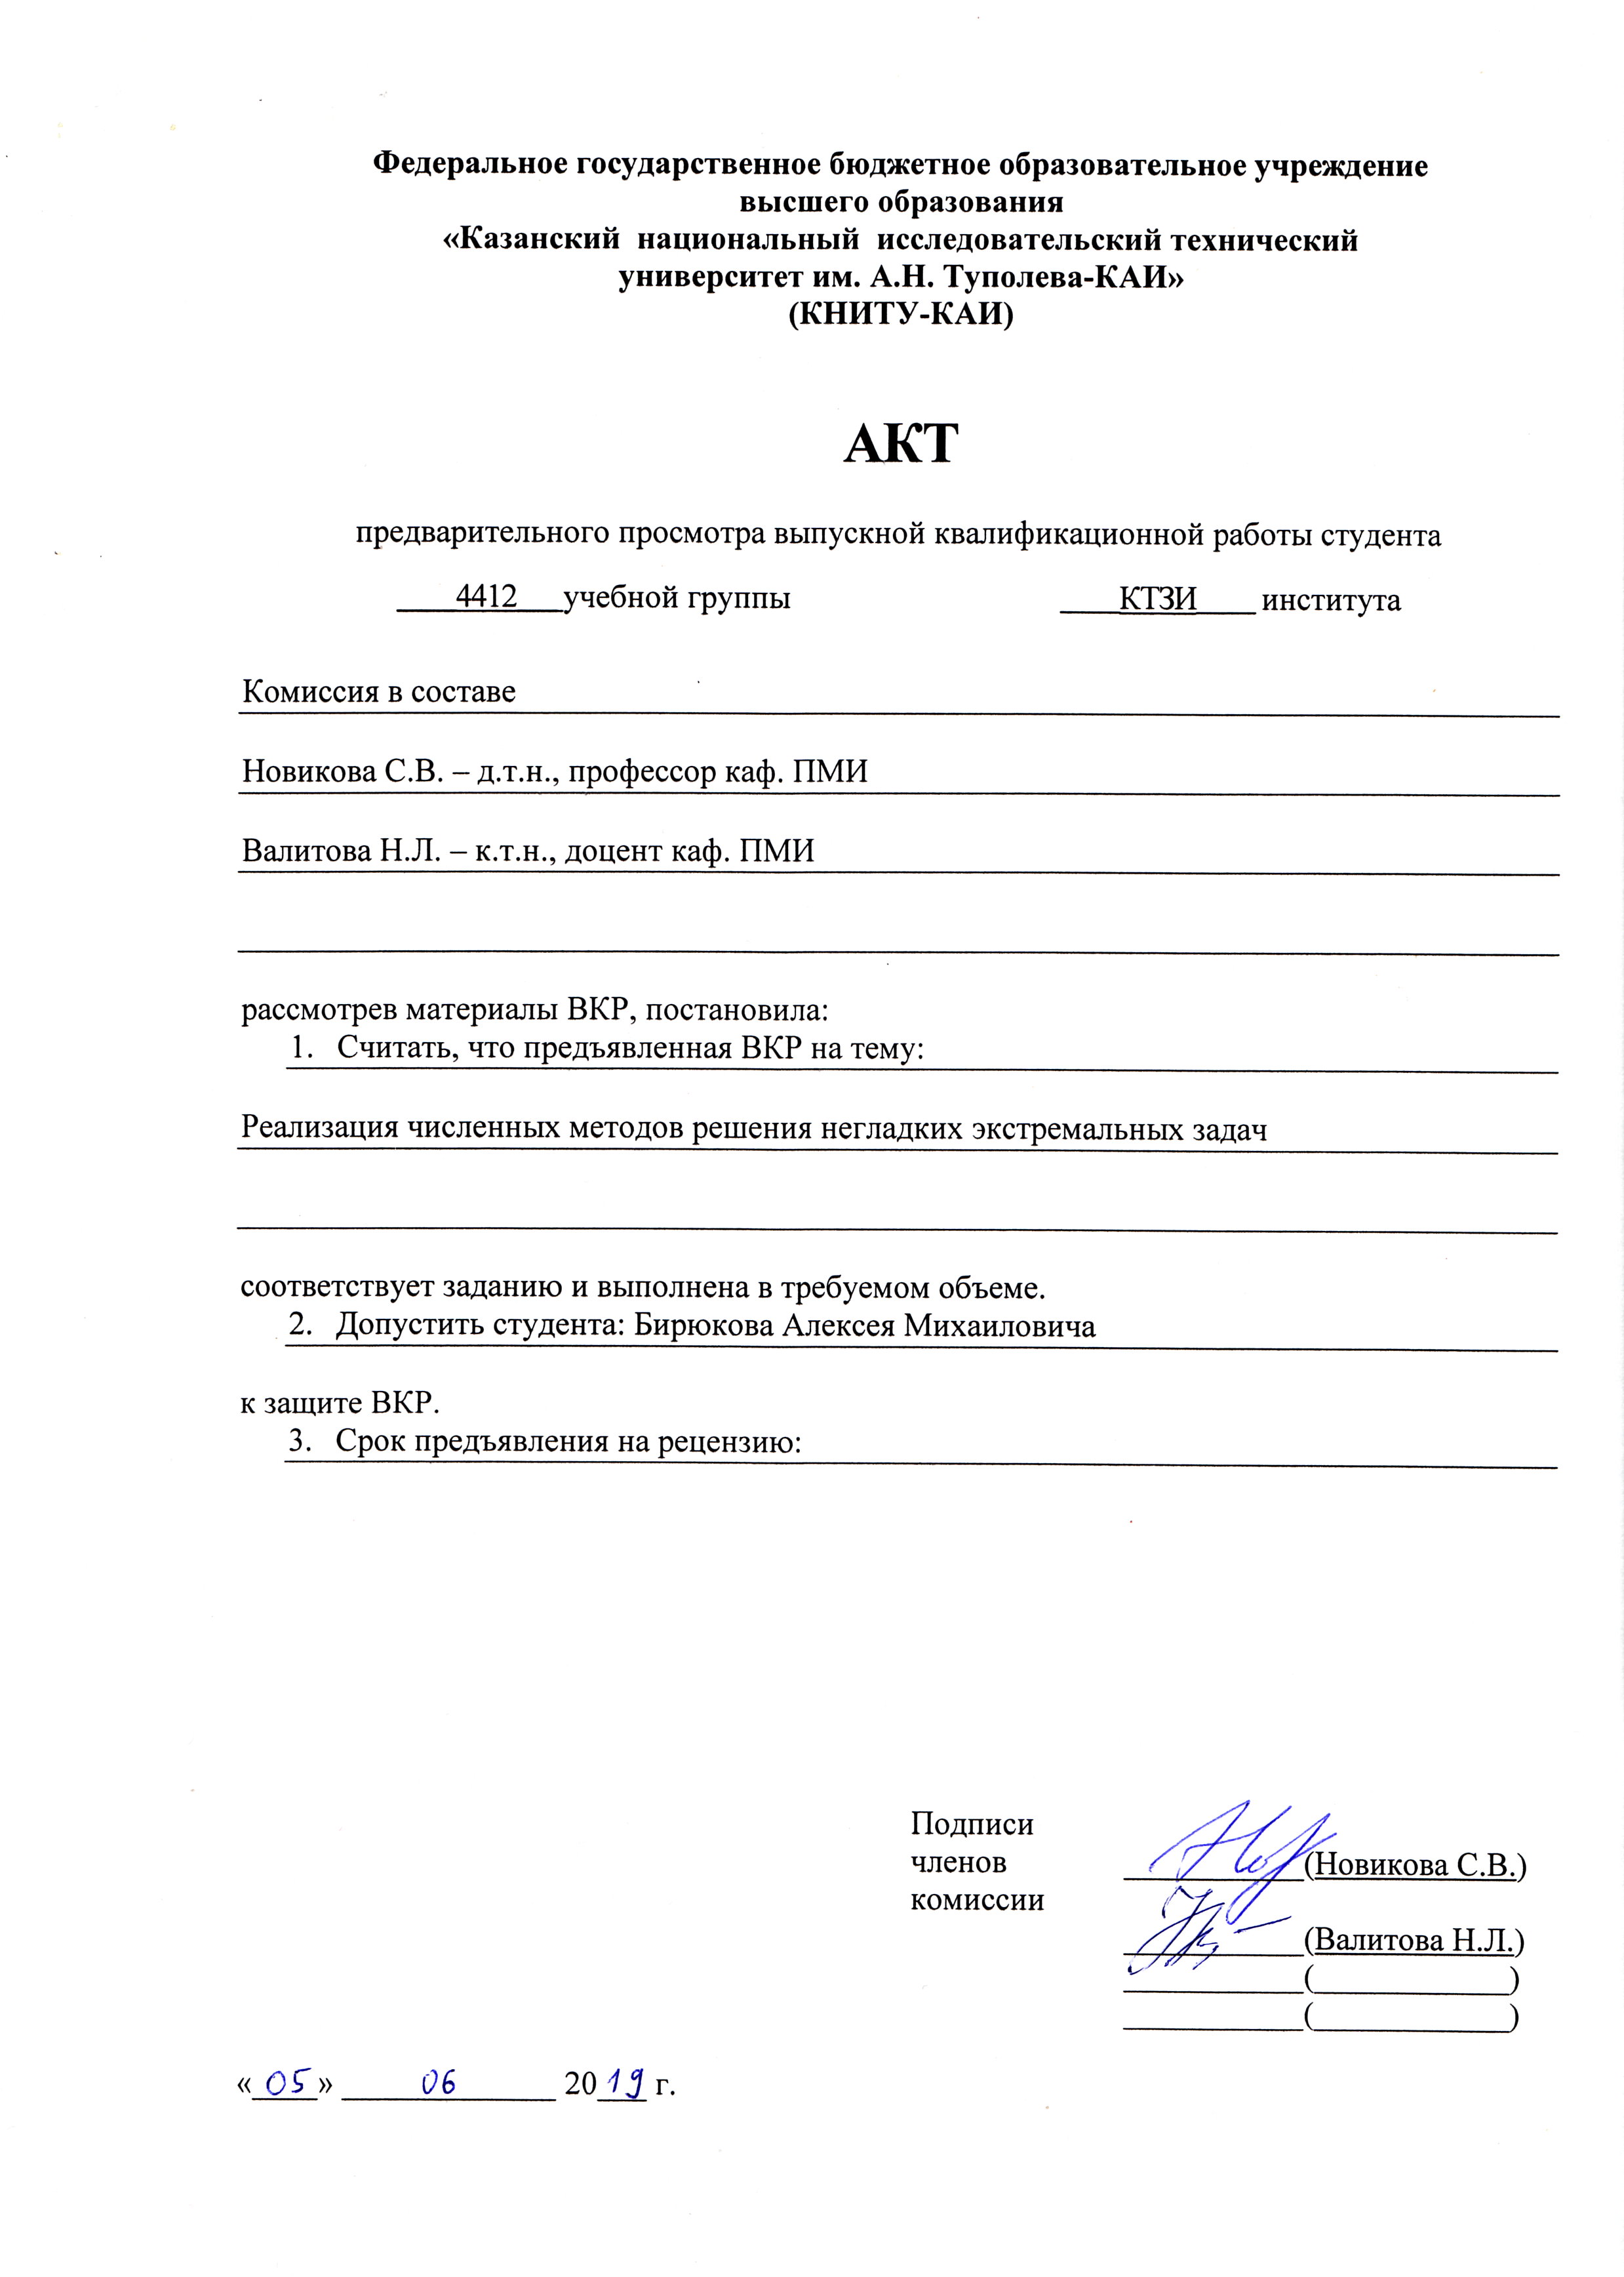 Федеральное государственное бюджетное образовательное учреждение
высшего образования
«Казанский национальный исследовательский технический
университет им. А.Н. Туполева-КАИ»
(КНИТУ-КАИ)
АКТ
предварительного просмотра выпускной квалификационной работы студента
4412 учебной группы КТЗИ института
Комиссия в составе
Новикова С.В. – д.т.н., профессор каф. ПМИ
Валитова Н.Л. – к.т.н., доцент каф. ПМИ
рассмотрев материалы ВКР, постановила:
1. Считать, что предъявленная ВКР на тему:
Реализация численных методов решения негладких экстремальных задач
соответствует заданию и выполнена в требуемом объеме.
2. Допустить студента: Бирюкова Алексея Михаиловича
к защите ВКР.
3. Срок предъявления на рецензию:
Подписи
членов (Новикова С.В.)
комиссии
(Валитова Н.Л.)
( )
( )
«05» 06 2019 г.